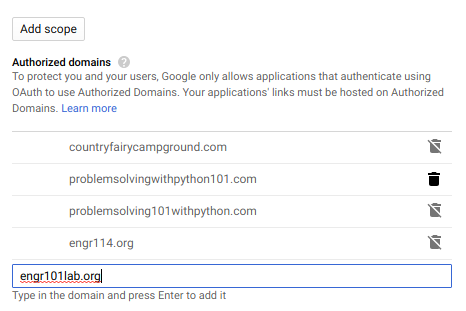 Add scope
Authorized domains ?
To protect you and your users, Google only allows applications that authenticate using
OAuth to use Authorized Domains. Your applications' links must be hosted on Authorized
Domains. Learn more
countryfairycampground.com
problemsolvingwithpython101.com
problemsolving101withpython.com
engr114.org
engr101lab.org
Type in the domain and press Enter to add it